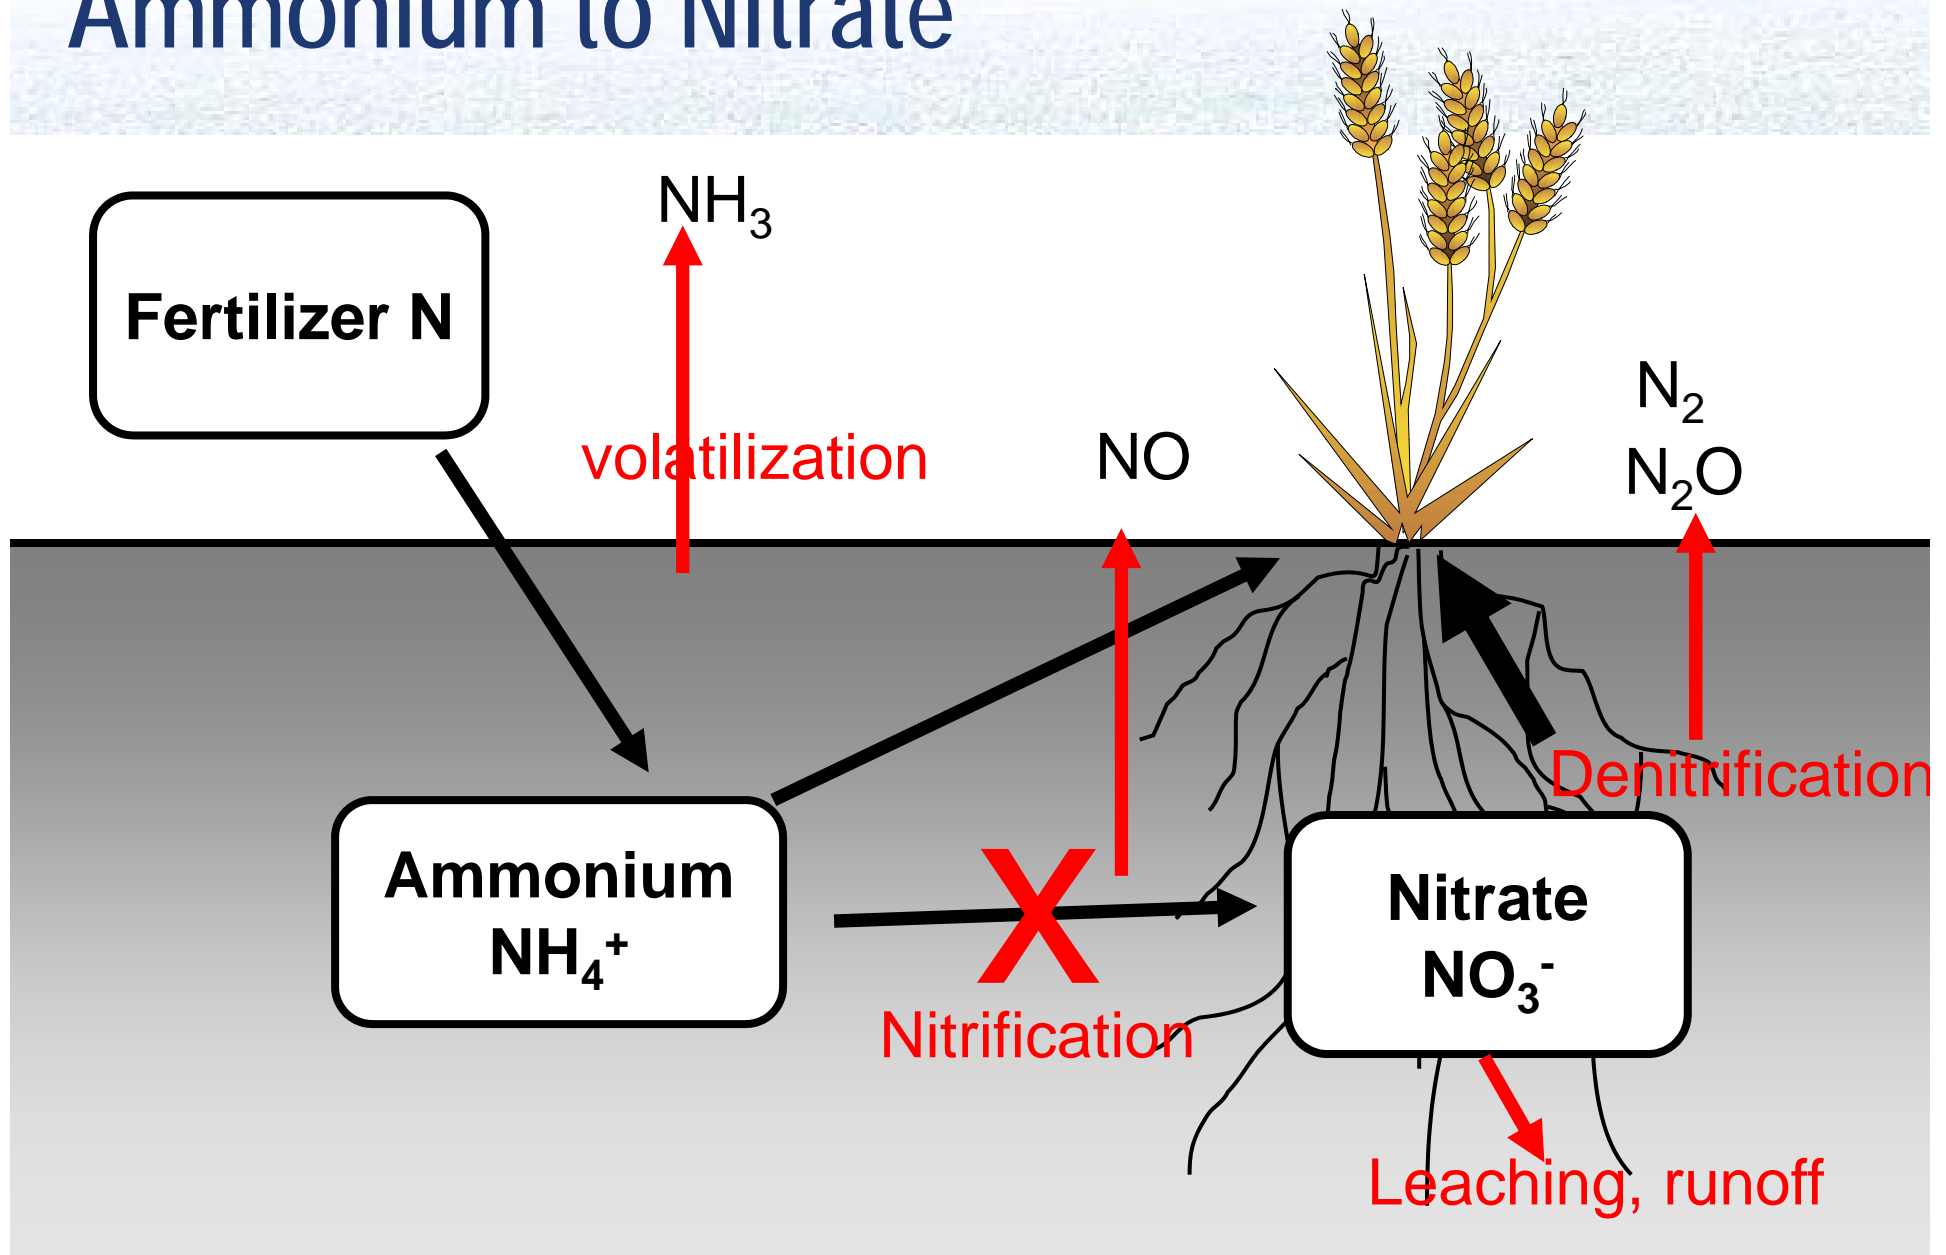 Ammonium to Nitrate
NH₃
Fertilizer N
volatilization
NO
N₂
N₂O
Denitrification
Ammonium
NH₄⁺
X
Nitrification
Nitrate
NO₃⁻
Leaching, runoff